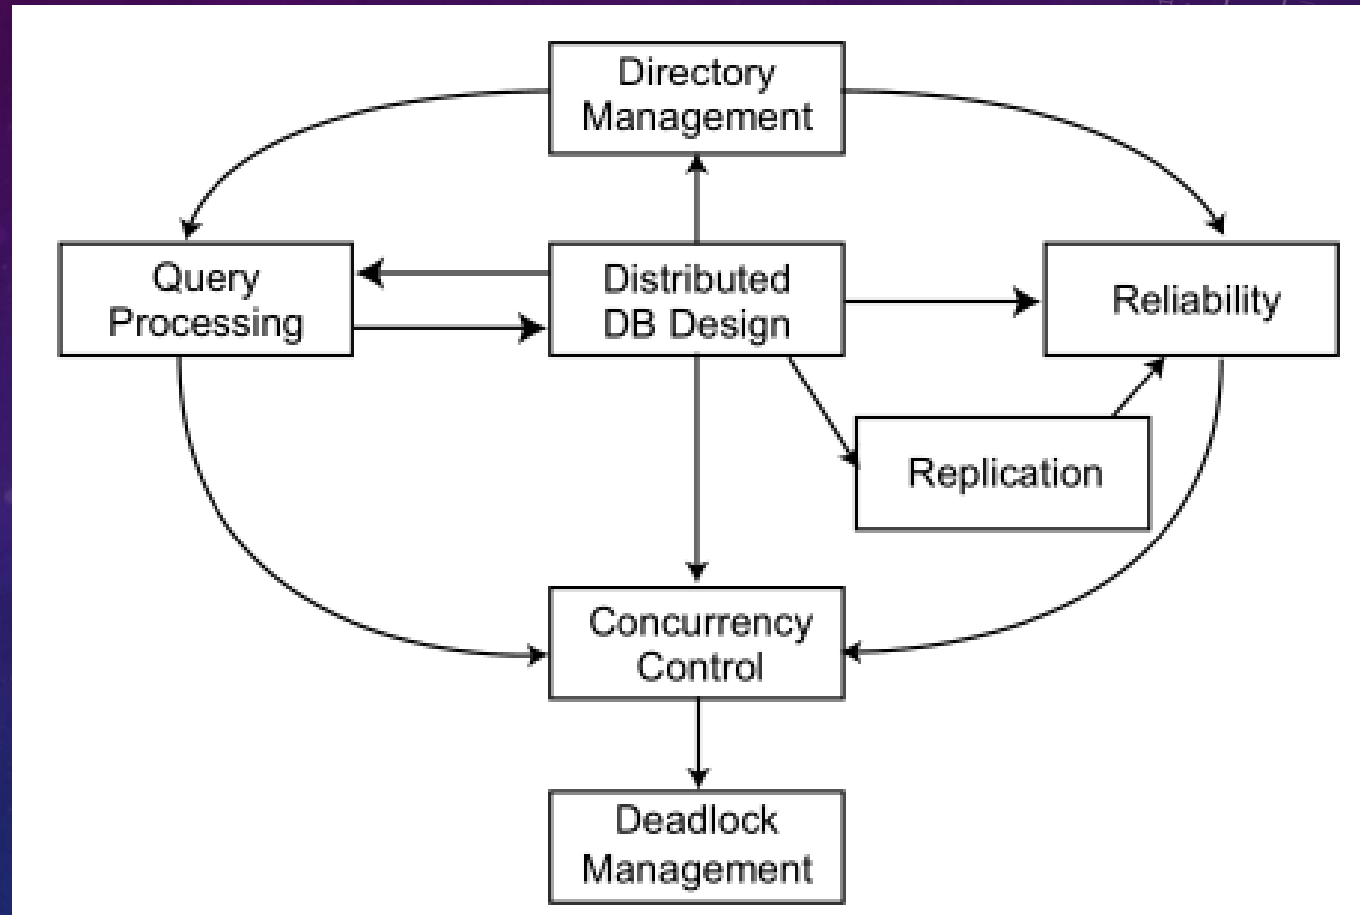 Directory
Management
Query
Processing
Distributed
DB Design
Reliability
Replication
Concurrency
Control
Deadlock
Management